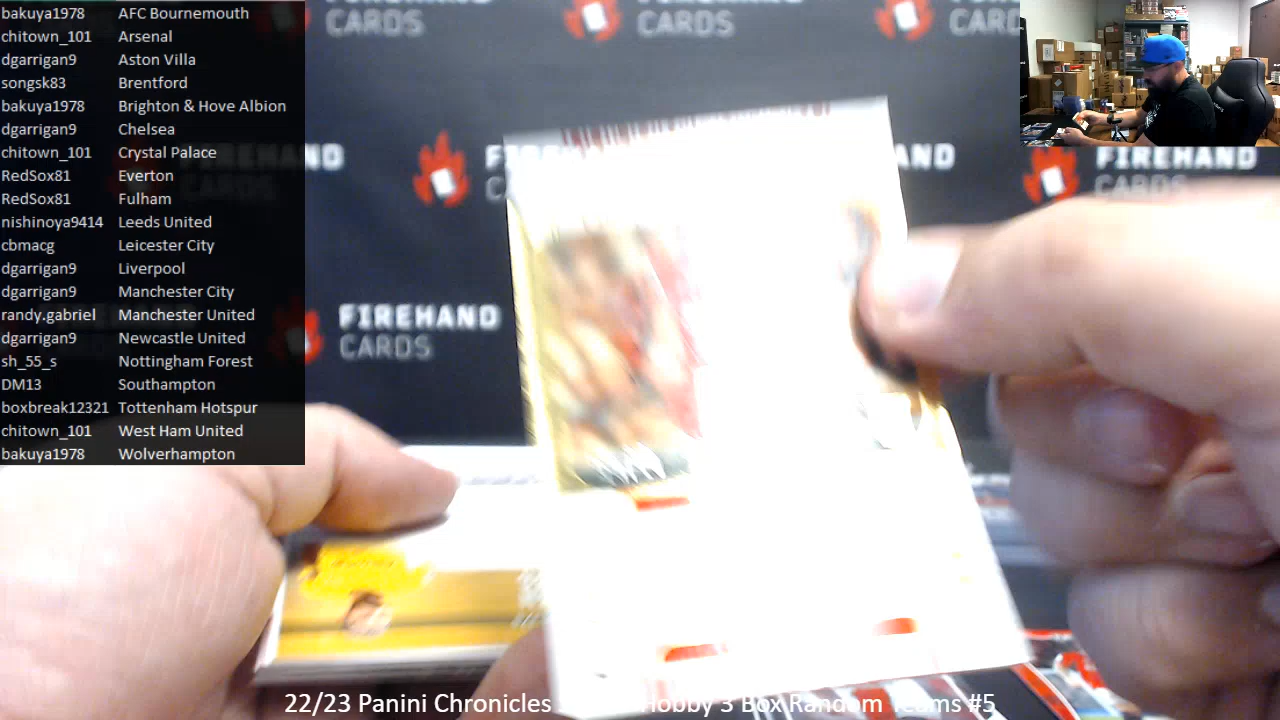 bakuya1978 AFC Bournemouth
chitown_101 Arsenal
dgarrigan9 Aston Villa
songsk83 Brentford
bakuya1978 Brighton & Hove Albion
dgarrigan9 Chelsea
chitown_101 Crystal Palace
RedSox81 Everton
RedSox81 Fulham
nishinoya9414 Leeds United
cbmacg Leicester City
dgarrigan9 Liverpool
dgarrigan9 Manchester City
randy.gabriel Manchester United
dgarrigan9 Newcastle United
sh_55_s Nottingham Forest
DM13 Southampton
boxbreak12321 Tottenham Hotspur
chitown_101 West Ham United
bakuya1978 Wolverhampton
CARDS
CARDS
FIREHAND
CARDS
FIREHAND
CARDS
22/23 Panini Chronicles Hobby 3 Box Random Teams #5